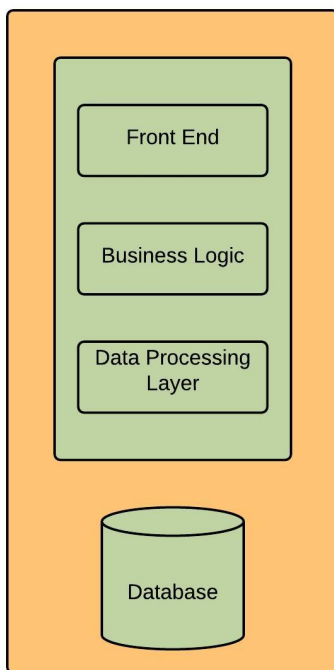 Front End
Business Logic
Data Processing
Layer
Database